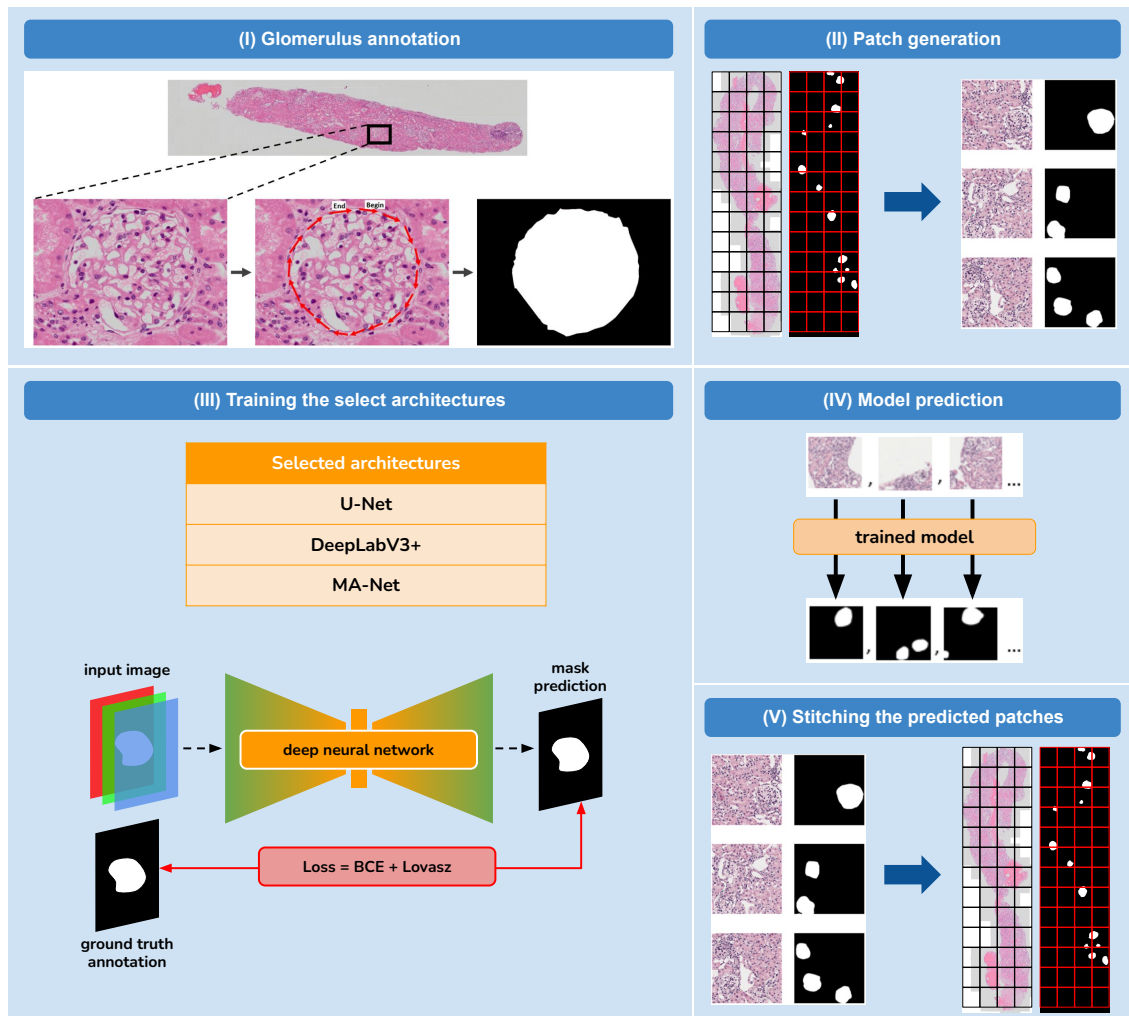 (I) Glomerulus annotation
End
Begin
(II) Patch generation
(III) Training the select architectures
Selected architectures
U-Net
DeepLabV3+
MA-Net
input image
deep neural network
mask
prediction
Loss = BCE + Lovasz
ground truth
annotation
(IV) Model prediction
, , ...
trained model
, , ...
(V) Stitching the predicted patches